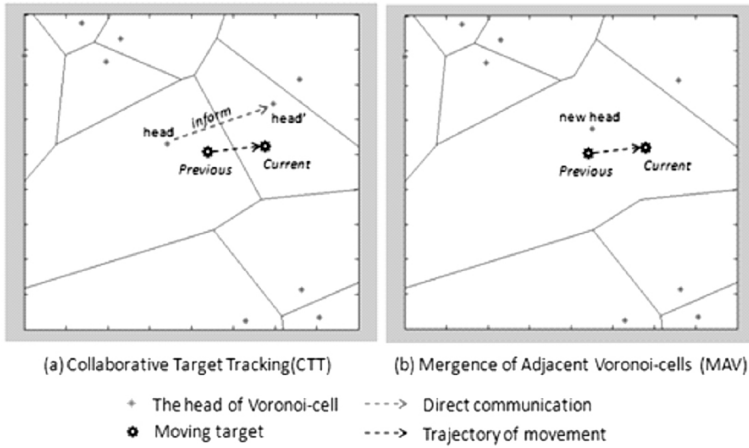 inform
head
head'
Previous
Current
new head
Previous
Current
(a) Collaborative Target Tracking(CTT)
(b) Mergence of Adjacent Voronoi-cells (MAV)
The head of Voronoi-cell
Direct communication
Moving target
Trajectory of movement